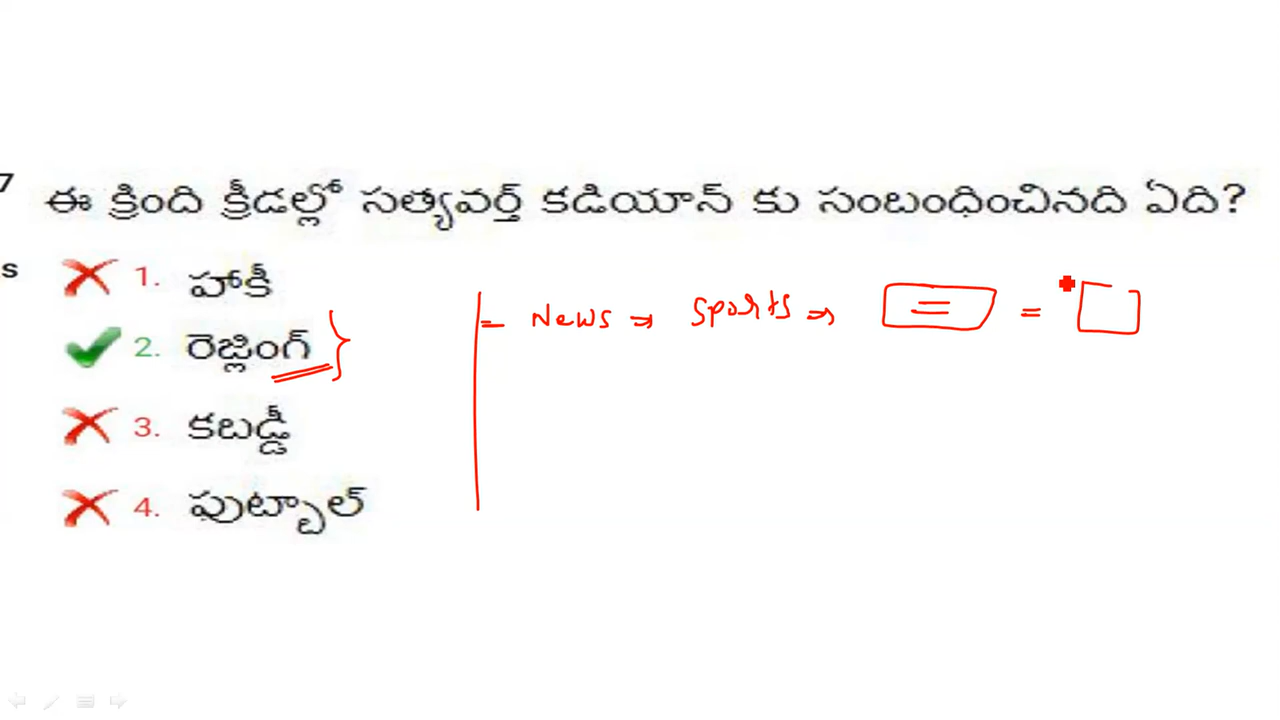 7 ఈ క్రింది క్రీడల్లో సత్యవర్త్ కడియాన్ కు సంబంధించినది ఏది?
s
1. హాకీ
= News → Sports → = =
2. రెజ్లింగ్
3. కబడ్డీ
4. ఫుట్బాల్